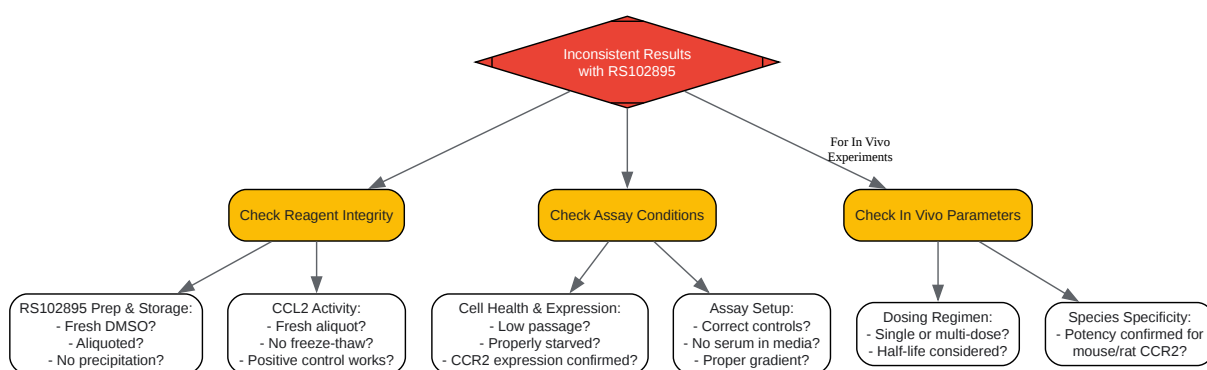 Inconsistent Results
with RS102895
For In Vivo
Experiments
Check Reagent Integrity
Check Assay Conditions
Check In Vivo Parameters
RS102895 Prep & Storage:
- Fresh DMSO?
- Aliquoted?
- No precipitation?
CCL2 Activity:
- Fresh aliquot?
- No freeze-thaw?
- Positive control works?
Cell Health & Expression:
- Low passage?
- Properly starved?
- CCR2 expression confirmed?
Assay Setup:
- Correct controls?
- No serum in media?
- Proper gradient?
Dosing Regimen:
- Single or multi-dose?
- Half-life considered?
Species Specificity:
- Potency confirmed for
mouse/rat CCR2?